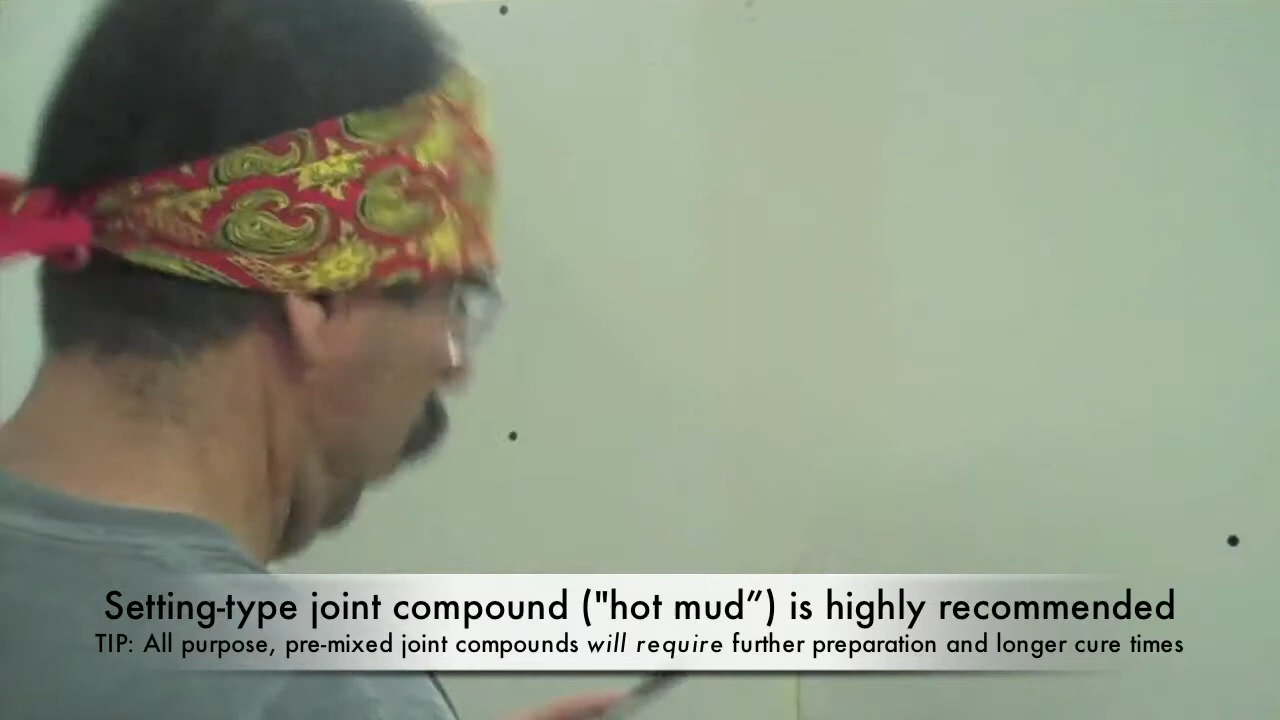 Setting-type joint compound ("hot mud”) is highly recommended
TIP: All purpose, pre-mixed joint compounds will require further preparation and longer cure times